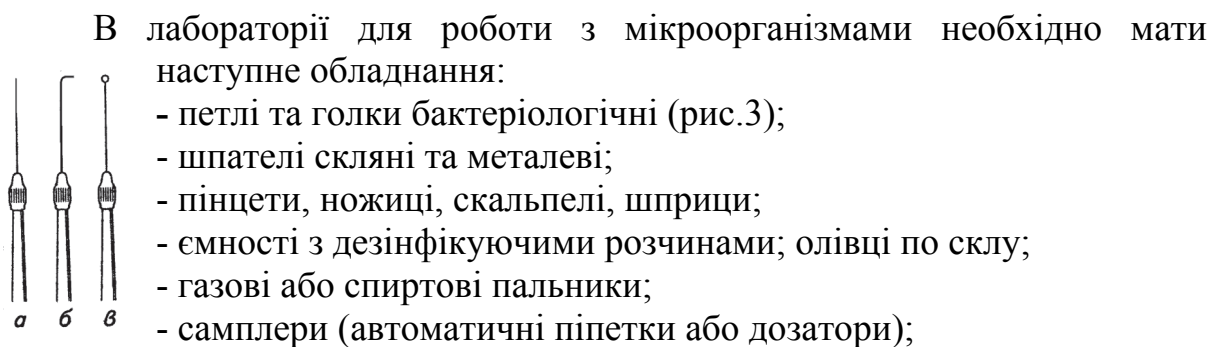 В лабораторії для роботи з мікроорганізмами необхідно мати
наступне обладнання:
- петлі та голки бактеріологічні (рис.3);
- шпателі скляні та металеві;
- пінцети, ножиці, скальпелі, шприци;
- ємності з дезінфікуючими розчинами; олівці по склу;
- газові або спиртові пальники;
а б в
- самплери (автоматичні піпетки або дозатори);